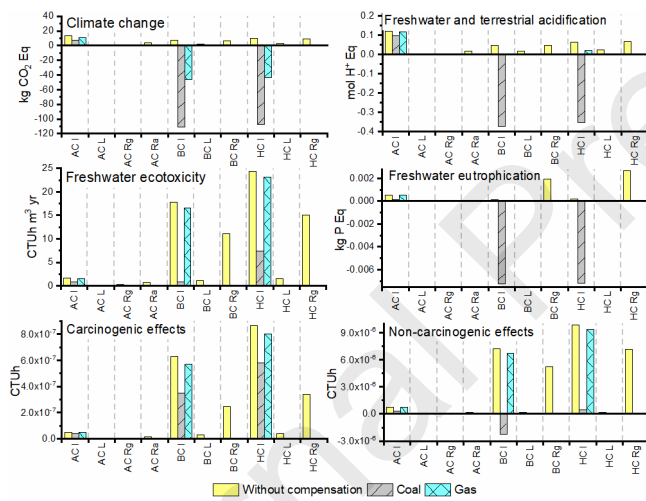 Climate change
kg CO2 Eq
20
10
0
-20
-40
-60
-80
-100
-120
AC I
AC L
AC Rg
AC Ra
BC I
BC L
BC Rg
HC I
HC L
HC Rg
Freshwater and terrestrial acidification
mol H+ Eq
0.2
0.1
0.0
-0.1
-0.2
-0.3
-0.4
AC I
AC L
AC Rg
AC Ra
BC I
BC L
BC Rg
HC I
HC L
HC Rg
Freshwater ecotoxicity
CTUh m3 yr
25
20
15
10
5
0
AC I
AC L
AC Rg
AC Ra
BC I
BC L
BC Rg
HC I
HC L
HC Rg
Freshwater eutrophication
kg P Eq
0.002
0.000
-0.002
-0.004
-0.006
AC I
AC L
AC Rg
AC Ra
BC I
BC L
BC Rg
HC I
HC L
HC Rg
Carcinogenic effects
CTUh
8.0x10-7
6.0x10-7
4.0x10-7
2.0x10-7
0.0
AC I
AC L
AC Rg
AC Ra
BC I
BC L
BC Rg
HC I
HC L
HC Rg
Non-carcinogenic effects
CTUh
9.0x10-6
6.0x10-6
3.0x10-6
0.0
-3.0x10-6
AC I
AC L
AC Rg
AC Ra
BC I
BC L
BC Rg
HC I
HC L
HC Rg
Without compensation
Coal
Gas